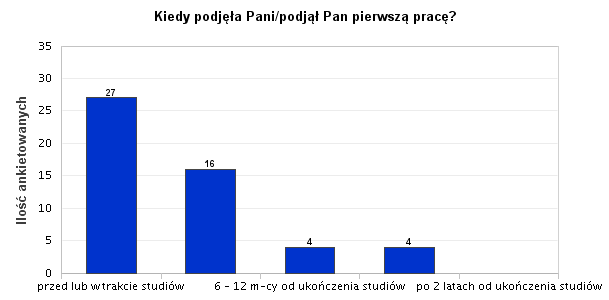 Kiedy podjęła Pani/podjął Pan pierwszą pracę?
Ilość ankietowanych
35
30
25
20
15
10
5
0
27
16
4
4
przed lub w trakcie studiów
6 - 12 m-cy od ukończenia studiów
po 2 latach od ukończenia studiów